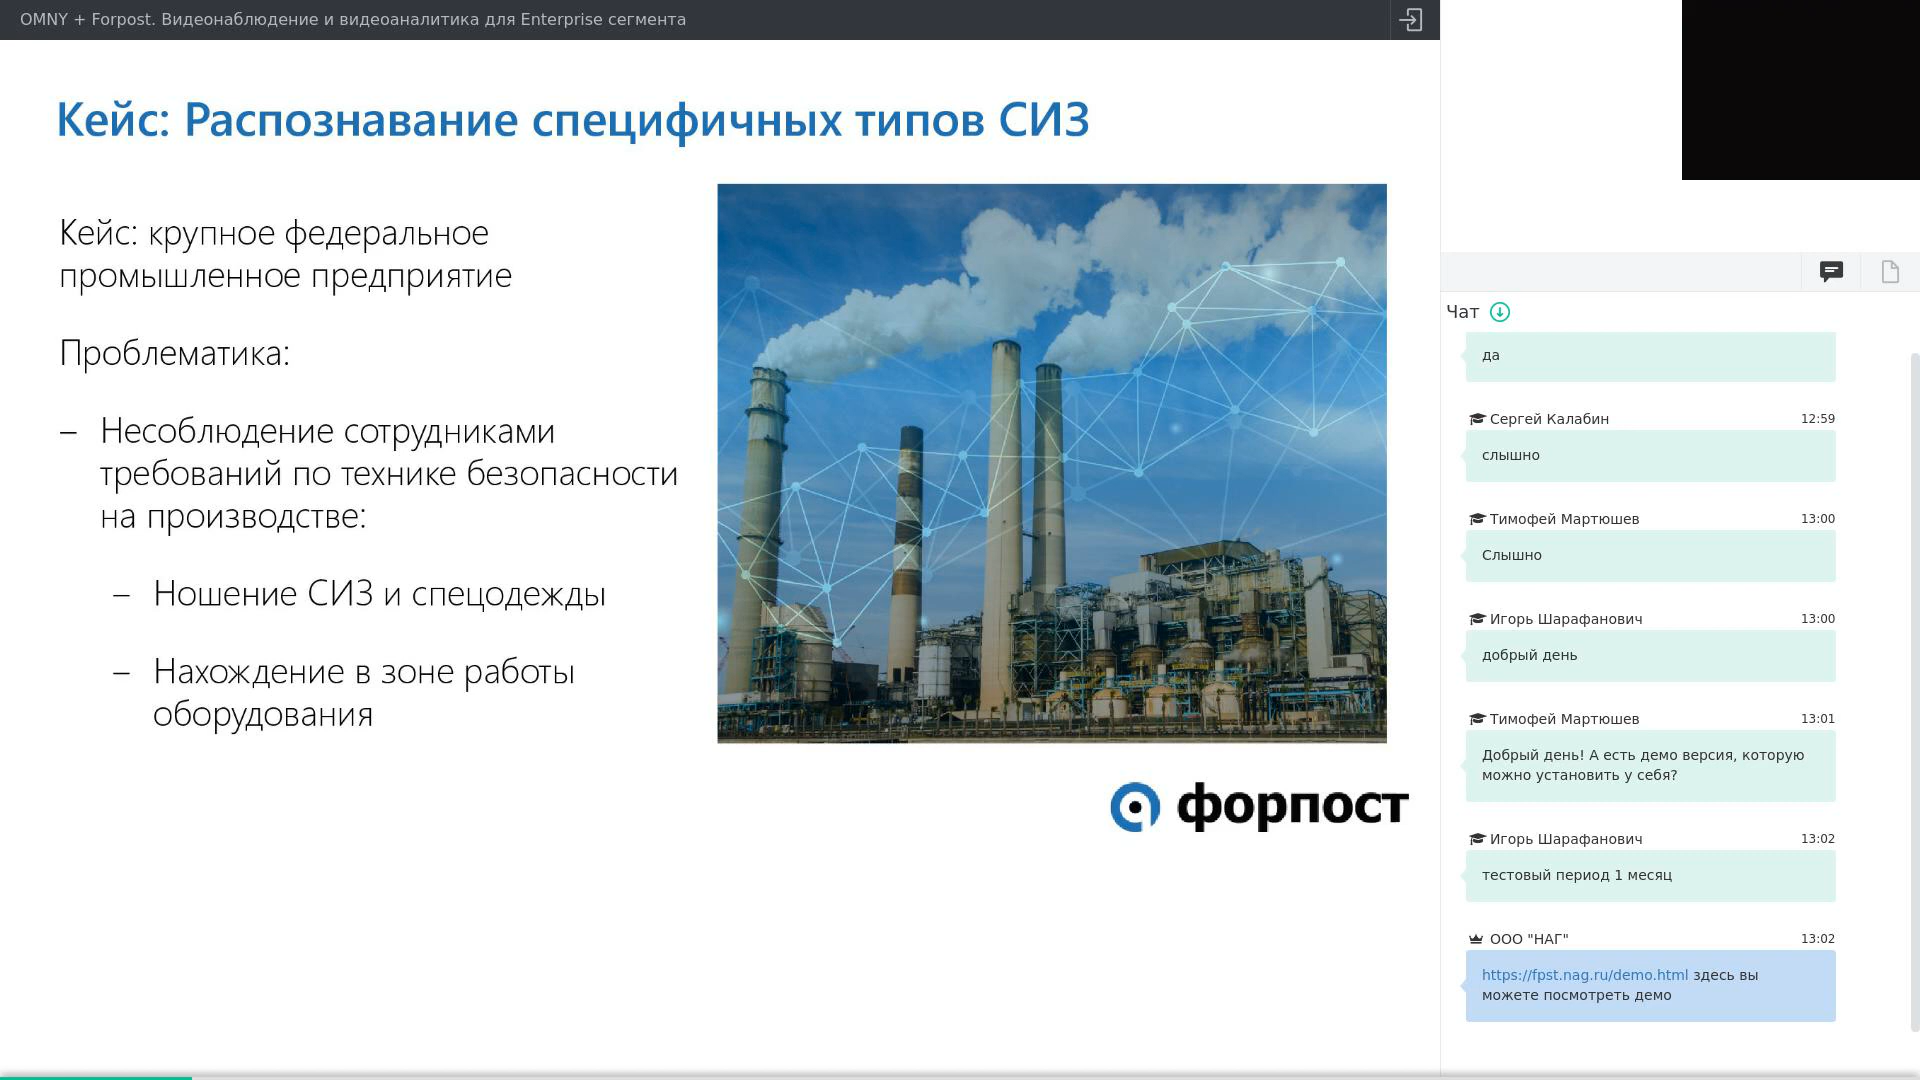 OMNY + Forpost. Видеонаблюдение и видеоаналитика для Enterprise сегмента
Кейс: Распознавание специфичных типов СИЗ
Кейс: крупное федеральное
промышленное предприятие
Проблематика:
– Несоблюдение сотрудниками
требований по технике безопасности
на производстве:
– Ношение СИЗ и спецодежды
– Нахождение в зоне работы
оборудования
форпост
Чат
да
Сергей Калабин 12:59
слышно
Тимофей Мартюшев 13:00
Слышно
Игорь Шарафанович 13:00
добрый день
Тимофей Мартюшев 13:01
Добрый день! А есть демо версия, которую
можно установить у себя?
Игорь Шарафанович 13:02
тестовый период 1 месяц
ООО "НАГ" 13:02
https://fpst.nag.ru/demo.html здесь вы
можете посмотреть демо